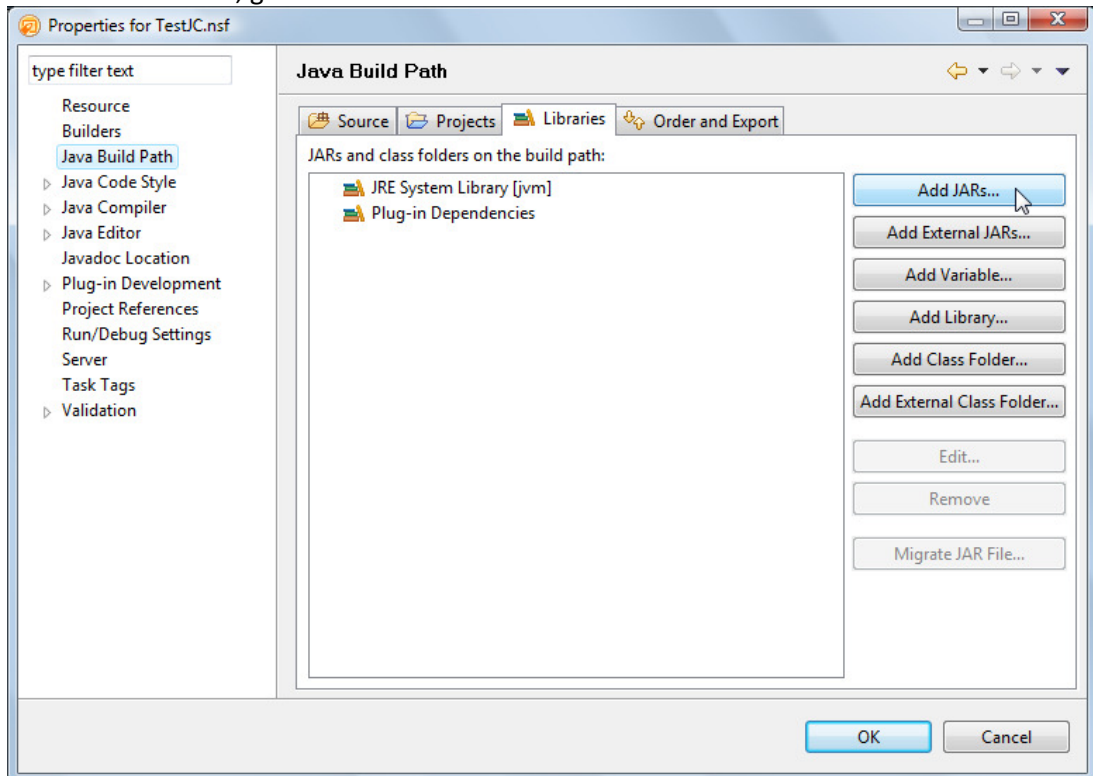 Properties for TestJC.nsf
type filter text
Resource
Builders
Java Build Path
Java Code Style
Java Compiler
Java Editor
Javadoc Location
Plug-in Development
Project References
Run/Debug Settings
Server
Task Tags
Validation
Java Build Path
Source Projects Libraries Order and Export
JARs and class folders on the build path:
JRE System Library [jvm]
Plug-in Dependencies
Add JARs...
Add External JARs...
Add Variable...
Add Library...
Add Class Folder...
Add External Class Folder...
Edit...
Remove
Migrate JAR File...
OK Cancel